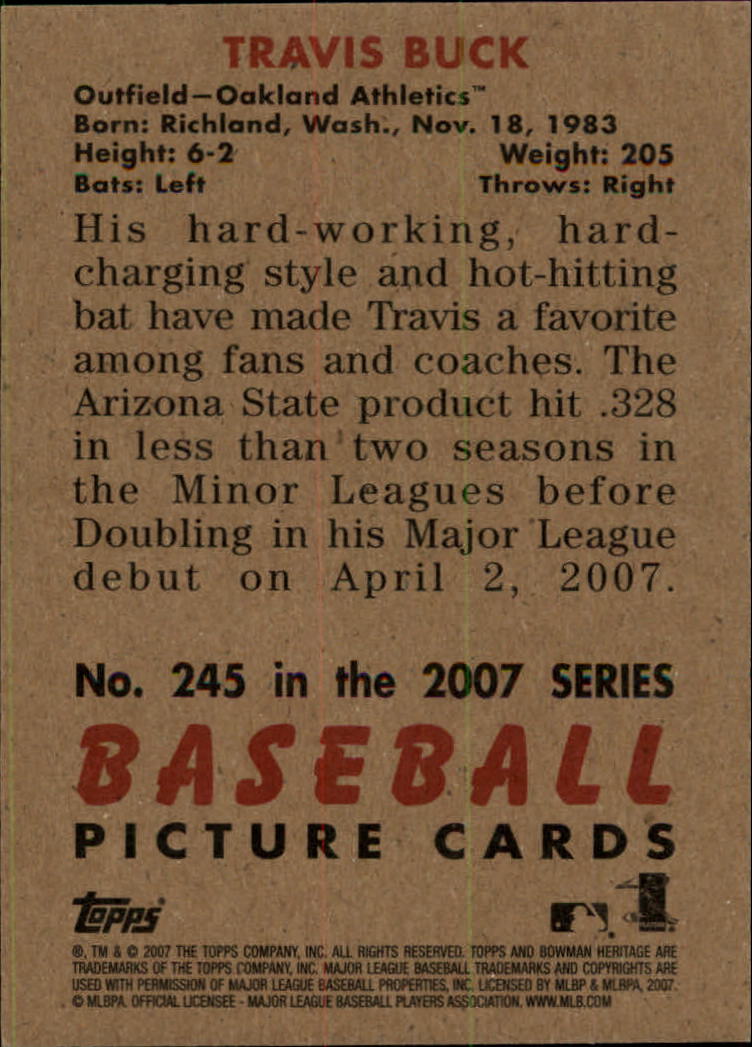 TRAVIS BUCK
Outfield—Oakland Athletics™
Born: Richland, Wash., Nov. 18, 1983
Height: 6-2 Weight: 205
Bats: Left Throws: Right
His hard-working, hard-
charging style and hot-hitting
bat have made Travis a favorite
among fans and coaches. The
Arizona State product hit .328
in less than two seasons in
the Minor Leagues before
Doubling in his Major League
debut on April 2, 2007.
No. 245 in the 2007 SERIES
BASEBALL
PICTURE CARDS
topps
®, TM & © 2007 THE TOPPS COMPANY, INC. ALL RIGHTS RESERVED. TOPPS AND BOWMAN HERITAGE ARE
TRADEMARKS OF THE TOPPS COMPANY, INC. MAJOR LEAGUE BASEBALL TRADEMARKS AND COPYRIGHTS ARE
USED WITH PERMISSION OF MAJOR LEAGUE BASEBALL PROPERTIES, INC. LICENSED BY MLBP & MLBPA, 2007.
© MLBPA. OFFICIAL LICENSEE - MAJOR LEAGUE BASEBALL PLAYERS ASSOCIATION. WWW.MLB.COM